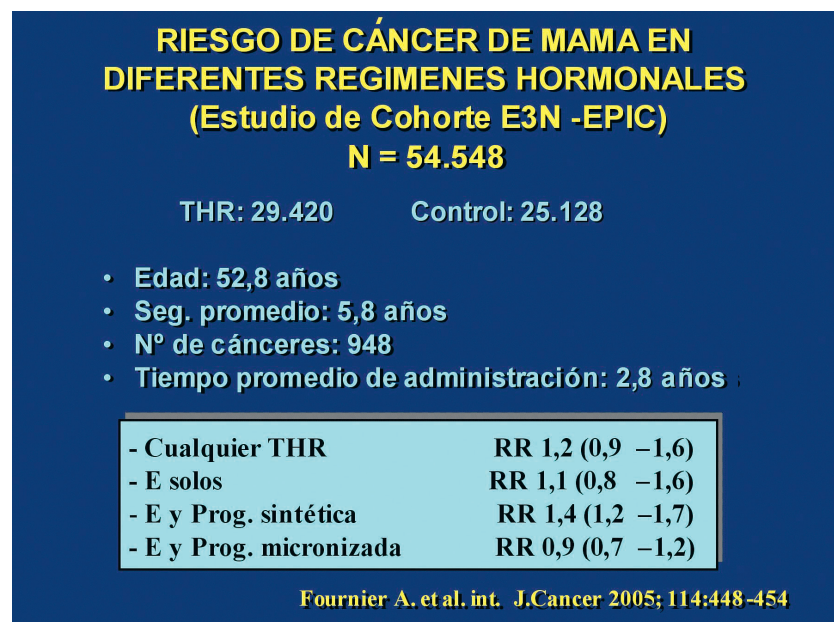 RIESGO DE CÁNCER DE MAMA EN
DIFERENTES REGIMENES HORMONALES
(Estudio de Cohorte E3N -EPIC)
N = 54.548
THR: 29.420 Control: 25.128
• Edad: 52,8 años
• Seg. promedio: 5,8 años
• Nº de cánceres: 948
• Tiempo promedio de administración: 2,8 años
- Cualquier THR RR 1,2 (0,9 –1,6)
- E solos RR 1,1 (0,8 –1,6)
- E y Prog. sintética RR 1,4 (1,2 –1,7)
- E y Prog. micronizada RR 0,9 (0,7 –1,2)
Fournier A. et al. int. J.Cancer 2005; 114:448-454